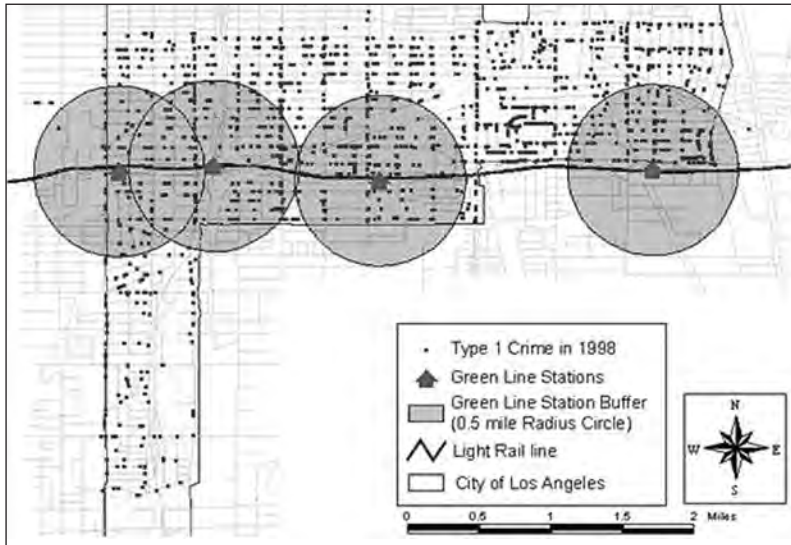 Type 1 Crime in 1998
Green Line Stations
Green Line Station Buffer
(0.5 mile Radius Circle)
Light Rail line
City of Los Angeles
N
W E
S
0 0.5 1 1.5 2 Miles